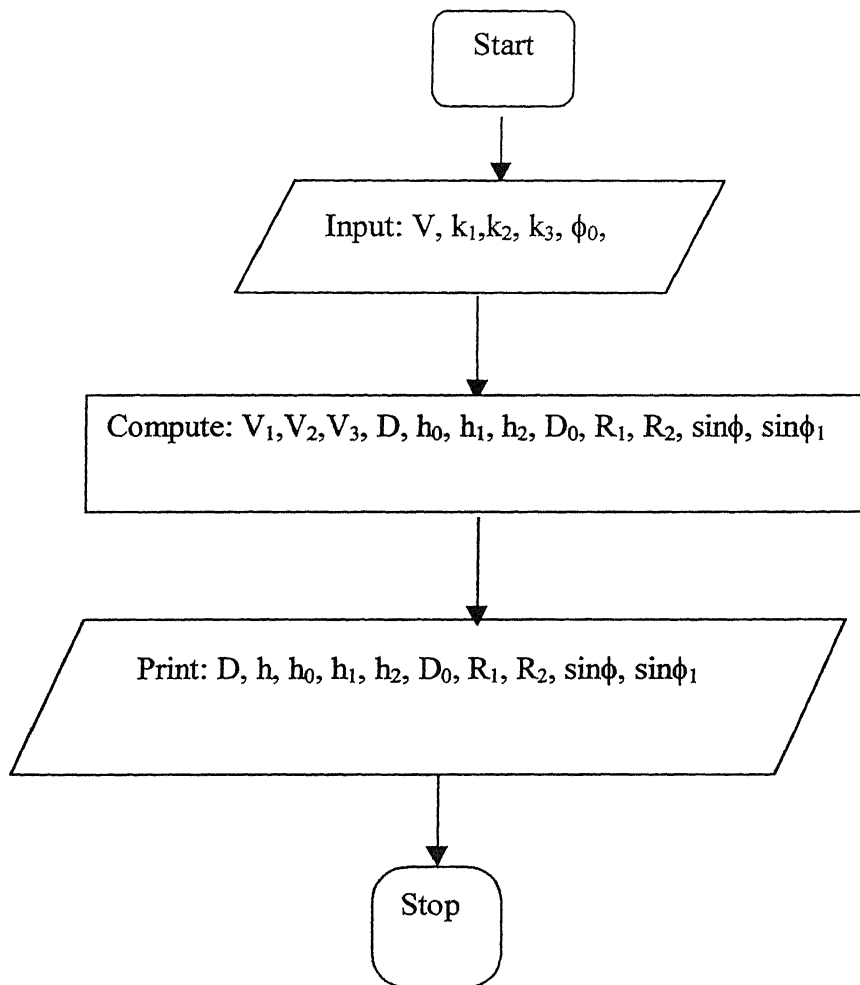 Start
Input: V, k₁,k₂, k₃, ϕ₀,
Compute: V₁,V₂,V₃, D, h₀, h₁, h₂, D₀, R₁, R₂, sinϕ, sinϕ₁
Print: D, h, h₀, h₁, h₂, D₀, R₁, R₂, sinϕ, sinϕ₁
Stop